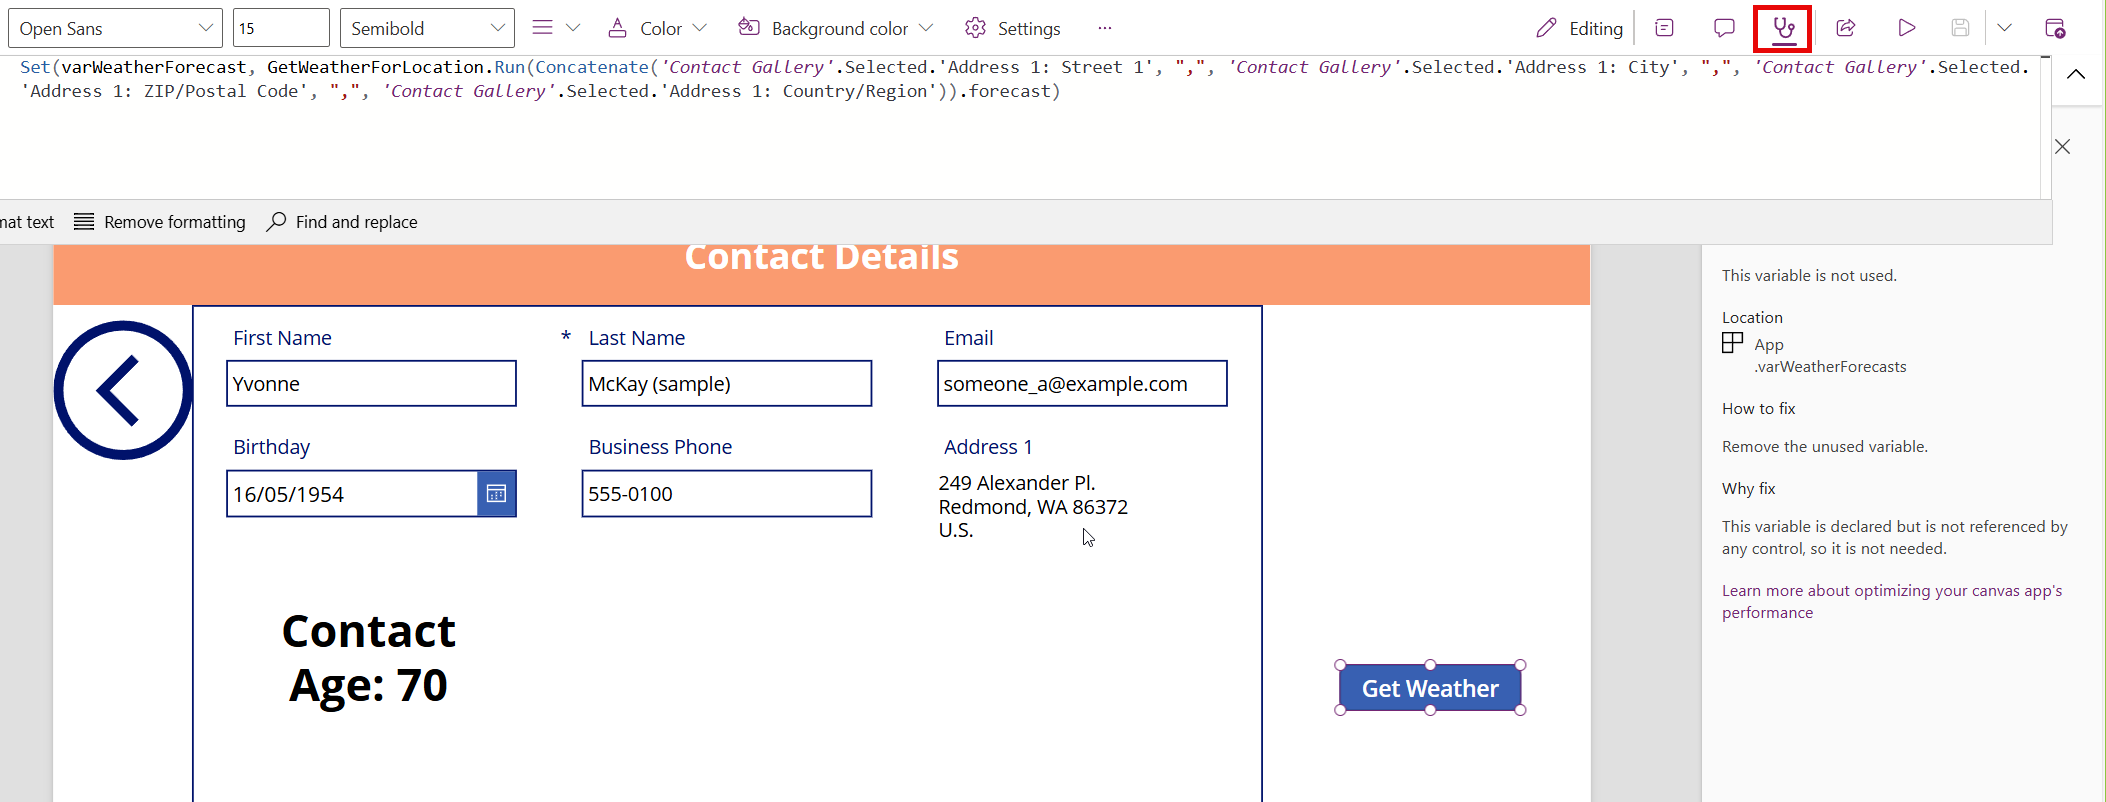 Open Sans 15 Semibold Color Background color Settings ... Editing
Set(varWeatherForecast, GetWeatherForLocation.Run(Concatenate('Contact Gallery'.Selected.'Address 1: Street 1', ",", 'Contact Gallery'.Selected.'Address 1: City', ",", 'Contact Gallery'.Selected.
'Address 1: ZIP/Postal Code', ",", 'Contact Gallery'.Selected.'Address 1: Country/Region')).forecast)
mat text Remove formatting Find and replace
Contact Details
First Name * Last Name Email
Yvonne McKay (sample) someone_a@example.com
Birthday Business Phone Address 1
16/05/1954 555-0100 249 Alexander Pl.
Redmond, WA 86372
U.S.
Contact
Age: 70
Get Weather
This variable is not used.
Location
App
.varWeatherForecasts
How to fix
Remove the unused variable.
Why fix
This variable is declared but is not referenced by
any control, so it is not needed.
Learn more about optimizing your canvas app's
performance